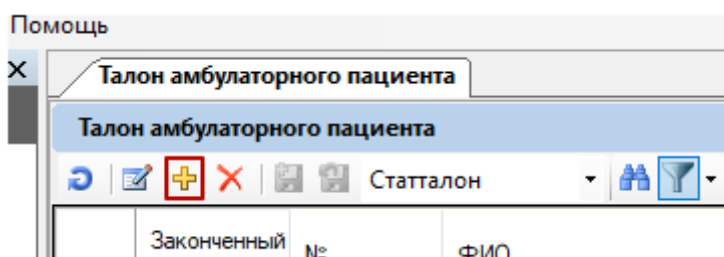 Помощь
Талон амбулаторного пациента
Талон амбулаторного пациента
Статталон
Законченный
№
ФИО